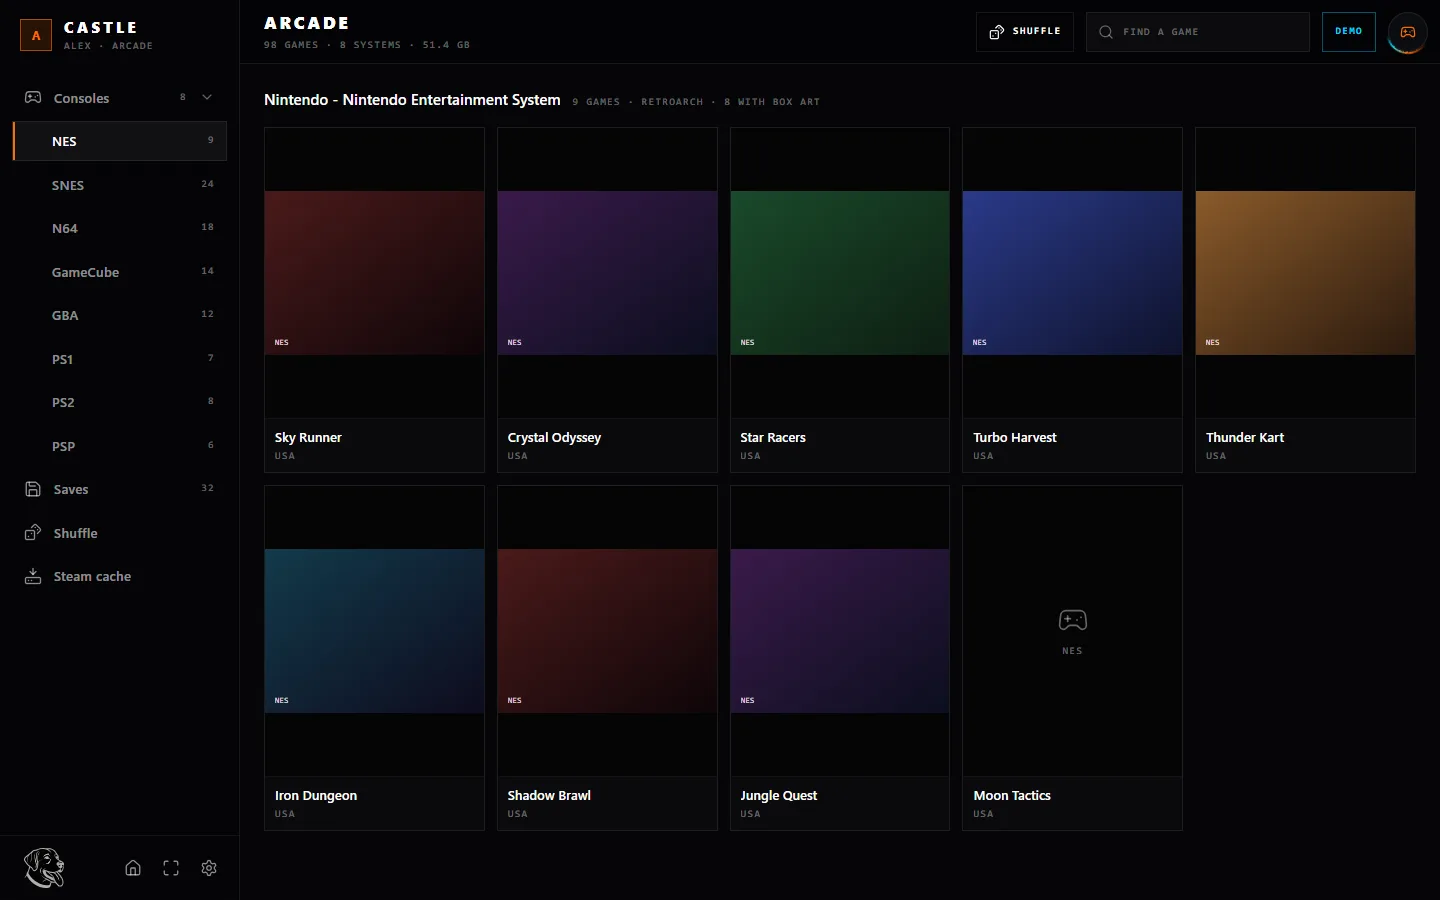 A
CASTLE
ALEX · ARCADE
Consoles 8
NES 9
SNES 24
N64 18
GameCube 14
GBA 12
PS1 7
PS2 8
PSP 6
Saves 32
Shuffle
Steam cache
ARCADE
98 GAMES · 8 SYSTEMS · 51.4 GB
SHUFFLE
FIND A GAME
DEMO
Nintendo - Nintendo Entertainment System 9 GAMES · RETROARCH · 8 WITH BOX ART
NES
Sky Runner
USA
NES
Crystal Odyssey
USA
NES
Star Racers
USA
NES
Turbo Harvest
USA
NES
Thunder Kart
USA
NES
Iron Dungeon
USA
NES
Shadow Brawl
USA
NES
Jungle Quest
USA
NES
Moon Tactics
USA